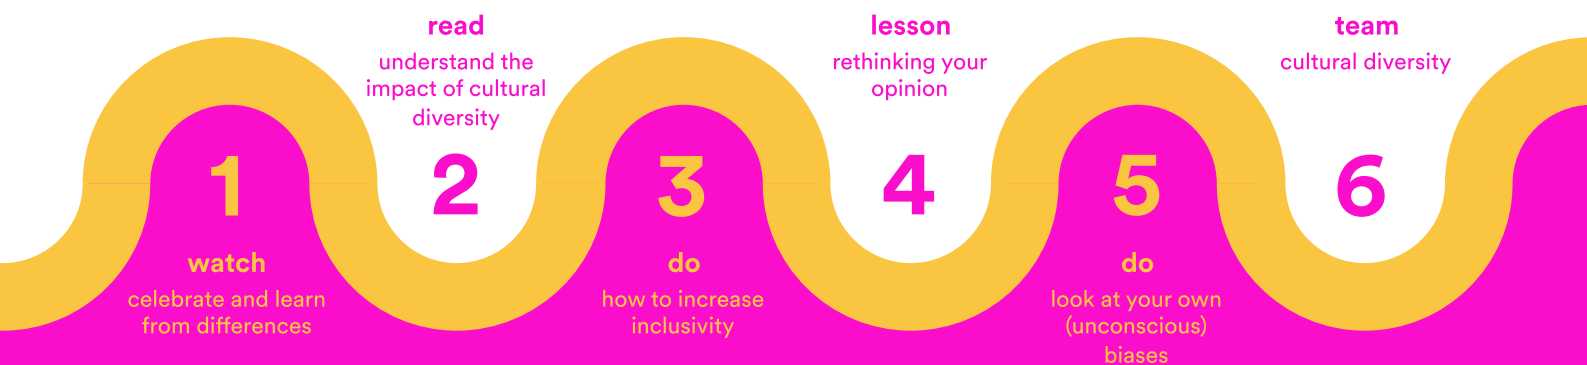 1
watch
celebrate and learn
from differences
read
understand the
impact of cultural
diversity
2
3
do
how to increase
inclusivity
lesson
rethinking your
opinion
4
5
do
look at your own
(unconscious)
biases
team
cultural diversity
6